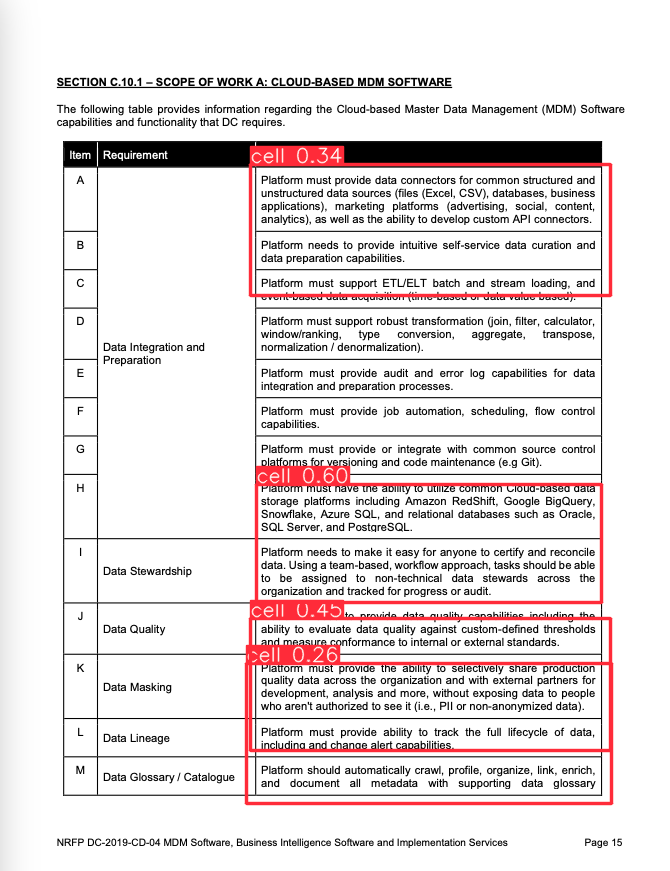 SECTION C.10.1 – SCOPE OF WORK A: CLOUD-BASED MDM SOFTWARE
The following table provides information regarding the Cloud-based Master Data Management (MDM) Software
capabilities and functionality that DC requires.
Item Requirement
cell 0.34
A
Platform must provide data connectors for common structured and
unstructured data sources (files (Excel, CSV), databases, business
applications), marketing platforms (advertising, social, content,
analytics), as well as the ability to develop custom API connectors.
B
Platform needs to provide intuitive self-service data curation and
data preparation capabilities.
C
Platform must support ETL/ELT batch and stream loading, and
event-based data acquisition (time-based or data value based).
D
Platform must support robust transformation (join, filter, calculator,
window/ranking, type conversion, aggregate, transpose,
normalization / denormalization).
Data Integration and
Preparation
E
Platform must provide audit and error log capabilities for data
integration and preparation processes.
F
Platform must provide job automation, scheduling, flow control
capabilities.
G
Platform must provide or integrate with common source control
platforms for versioning and code maintenance (e.g Git).
cell 0.60
H
Platform must have the ability to utilize common Cloud-based data
storage platforms including Amazon RedShift, Google BigQuery,
Snowflake, Azure SQL, and relational databases such as Oracle,
SQL Server, and PostgreSQL.
I
Data Stewardship
Platform needs to make it easy for anyone to certify and reconcile
data. Using a team-based, workflow approach, tasks should be able
to be assigned to non-technical data stewards across the
organization and tracked for progress or audit.
cell 0.45
J
Data Quality
to provide data quality capabilities including the
ability to evaluate data quality against custom-defined thresholds
and measure conformance to internal or external standards.
cell 0.26
K
Data Masking
Platform must provide the ability to selectively share production
quality data across the organization and with external partners for
development, analysis and more, without exposing data to people
who aren't authorized to see it (i.e., PII or non-anonymized data).
L
Data Lineage
Platform must provide ability to track the full lifecycle of data,
including and change alert capabilities.
M
Data Glossary / Catalogue
Platform should automatically crawl, profile, organize, link, enrich,
and document all metadata with supporting data glossary
NRFP DC-2019-CD-04 MDM Software, Business Intelligence Software and Implementation Services Page 15